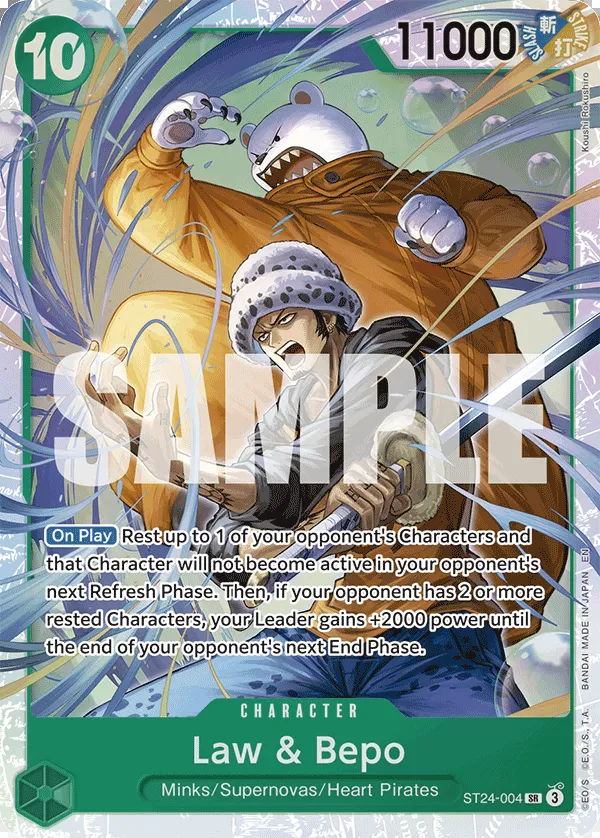 10
11000
SLASH
斬
打
STRIKE
Koushi Rokushiro
SAMPLE
On Play Rest up to 1 of your opponent's Characters and
that Character will not become active in your opponent's
next Refresh Phase. Then, if your opponent has 2 or more
rested Characters, your Leader gains +2000 power until
the end of your opponent's next End Phase.
©E.O/S ©E.O./S., T.A. BANDAI MADE IN JAPAN EN
CHARACTER
Law & Bepo
Minks/Supernovas/Heart Pirates
ST24-004 SR 3